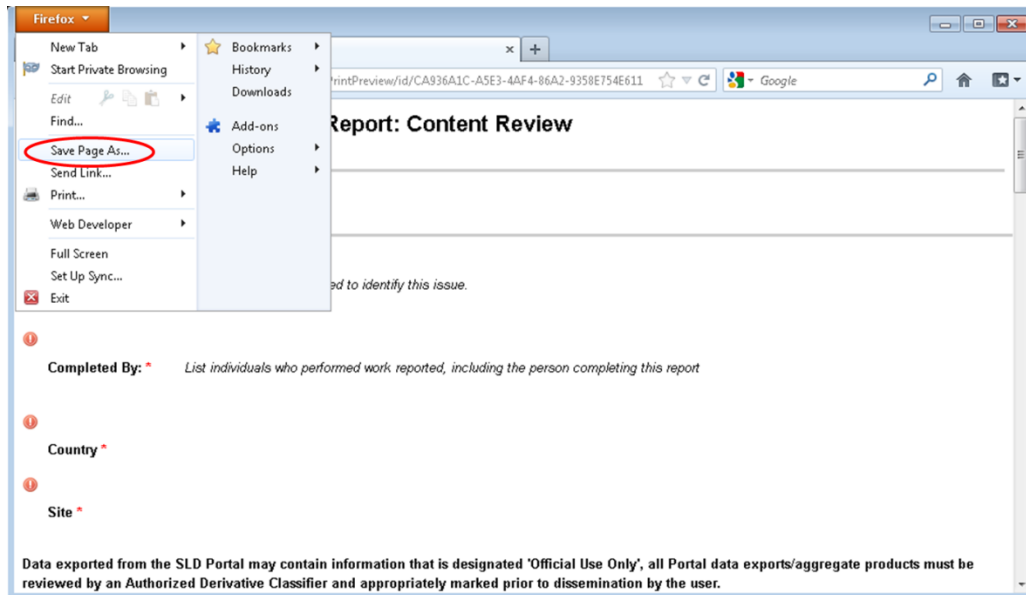 Firefox
New Tab
Start Private Browsing
Edit
Find...
Save Page As...
Send Link...
Print...
Web Developer
Full Screen
Set Up Sync...
Exit
Bookmarks
History
Downloads
Add-ons
Options
Help
PrintPreview/id/CA936A1C-A5E3-4AF4-86A2-9358E754E611
Google
Report: Content Review
to identify this issue.
Completed By: * List individuals who performed work reported, including the person completing this report
Country *
Site *
Data exported from the SLD Portal may contain information that is designated 'Official Use Only', all Portal data exports/aggregate products must be
reviewed by an Authorized Derivative Classifier and appropriately marked prior to dissemination by the user.